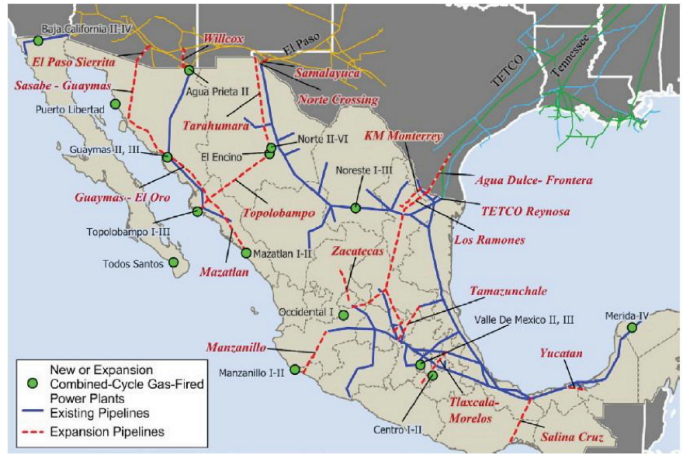 Baja California II-IV
Willcox
El Paso
El Paso Sierrita
Samalayuca
TETCO
Tennessee
Sasabe - Guaymas
Agua Prieta II
Norte Crossing
Puerto Libertad
Tarahumara
KM Monterrey
Norte II-VI
Guaymas II, III
El Encino
Noreste I-III
Agua Dulce- Frontera
Guaymas - El Oro
TETCO Reynosa
Topolobampo
Topolobampo I-III
Los Ramones
Mazatlan I-II
Zacatecas
Todos Santos
Mazatlan
Tamazunchale
Occidental I
Valle De Mexico II, III
Merida-IV
Manzanillo
Yucatan
Manzanillo I-II
Tlaxcala-
Morelos
Centro I-II
Salina Cruz
New or Expansion
Combined-Cycle Gas-Fired
Power Plants
Existing Pipelines
Expansion Pipelines